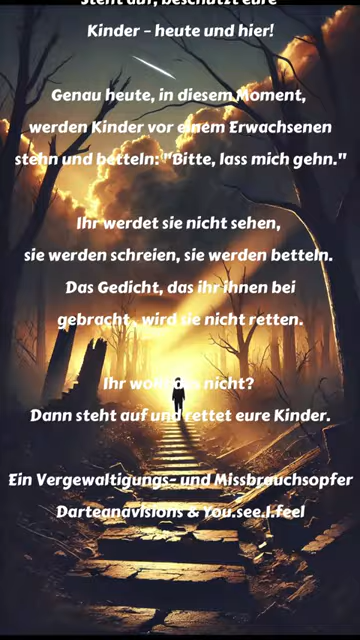 Steht auf, beschützt eure
Kinder – heute und hier!
Genau heute, in diesem Moment,
werden Kinder vor einem Erwachsenen
stehn und betteln: "Bitte, lass mich gehn."
Ihr werdet sie nicht sehen,
sie werden schreien, sie werden betteln.
Das Gedicht, das ihr ihnen bei
gebracht, wird sie nicht retten.
Ihr wollt das nicht?
Dann steht auf und rettet eure Kinder.
Ein Vergewaltigungs- und Missbrauchsopfer
Darteanavisions & You.see.I.feel